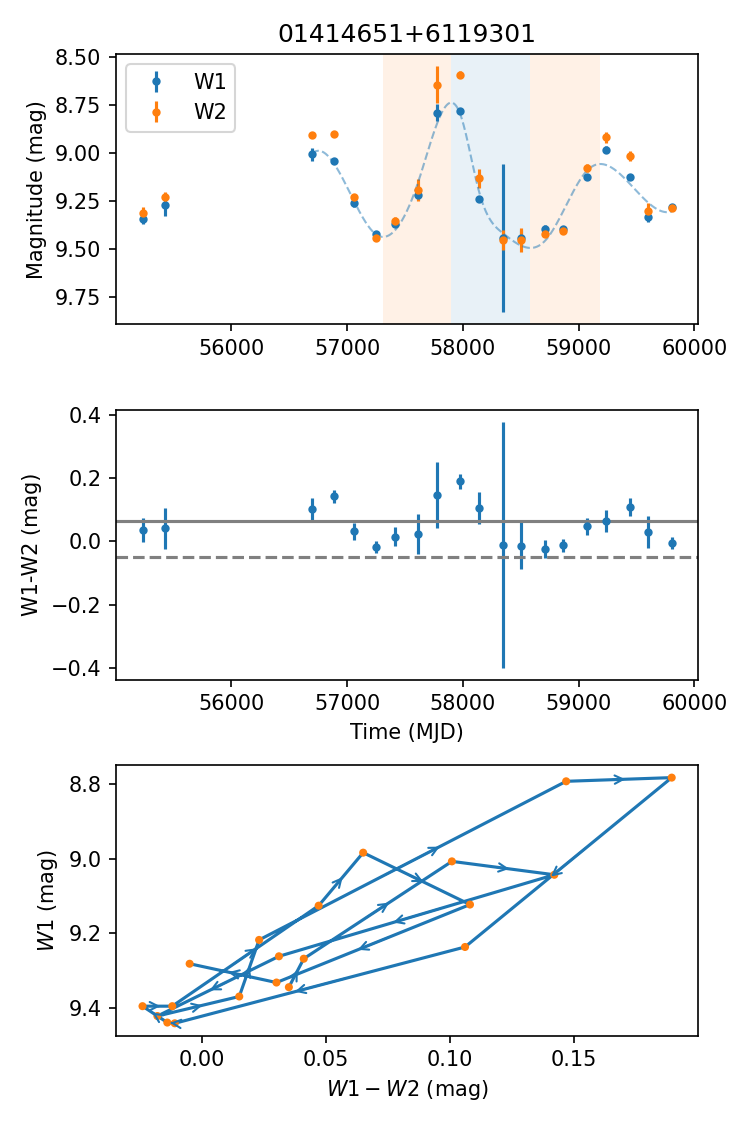 01414651+6119301
W1
W2
Magnitude (mag)
8.50
8.75
9.00
9.25
9.50
9.75
56000 57000 58000 59000 60000
W1-W2 (mag)
0.4
0.2
0.0
−0.2
−0.4
56000 57000 58000 59000 60000
Time (MJD)
W1 (mag)
8.8
9.0
9.2
9.4
0.00 0.05 0.10 0.15
W1 − W2 (mag)